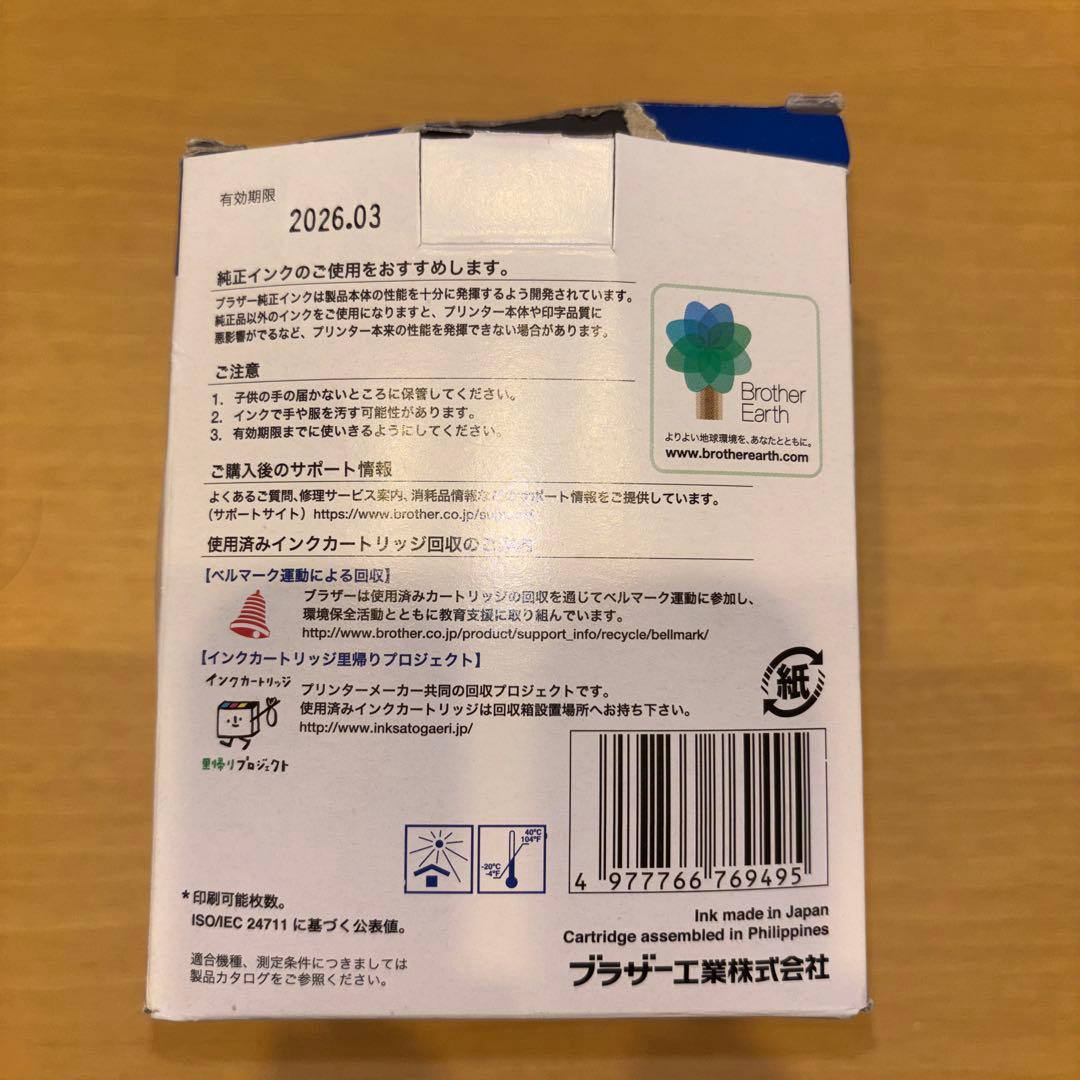 有効期限
2026.03
純正インクのご使用をおすすめします。
ブラザー純正インクは製品本体の性能を十分に発揮するよう開発されています。
純正品以外のインクをご使用になりますと、プリンター本体や印字品質に
悪影響がでるなど、プリンター本来の性能を発揮できない場合があります。
ご注意
1. 子供の手の届かないところに保管してください。
2. インクで手や服を汚す可能性があります。
3. 有効期限までに使いきるようにしてください。
Brother
Earth
よりよい地球環境を、あなたとともに。
www.brotherearth.com
ご購入後のサポート情報
よくあるご質問、修理サービス案内、消耗品情報などのサポート情報をご提供しています。
（サポートサイト）https://www.brother.co.jp/support/
使用済みインクカートリッジ回収のご案内
【ベルマーク運動による回収】
ブラザーは使用済みカートリッジの回収を通じてベルマーク運動に参加し、
環境保全活動とともに教育支援に取り組んでいます。
http://www.brother.co.jp/product/support_info/recycle/bellmark/
【インクカートリッジ里帰りプロジェクト】
インクカートリッジ
里帰りプロジェクト
プリンターメーカー共同の回収プロジェクトです。
使用済みインクカートリッジは回収箱設置場所へお持ち下さい。
http://www.inksatogaeri.jp/
紙
40°C
104°F
-20°C
-4°F
4 977766 769495
*印刷可能枚数。
ISO/IEC 24711 に基づく公表値。
Ink made in Japan
Cartridge assembled in Philippines
適合機種、測定条件につきましては
製品カタログをご参照ください。
ブラザー工業株式会社